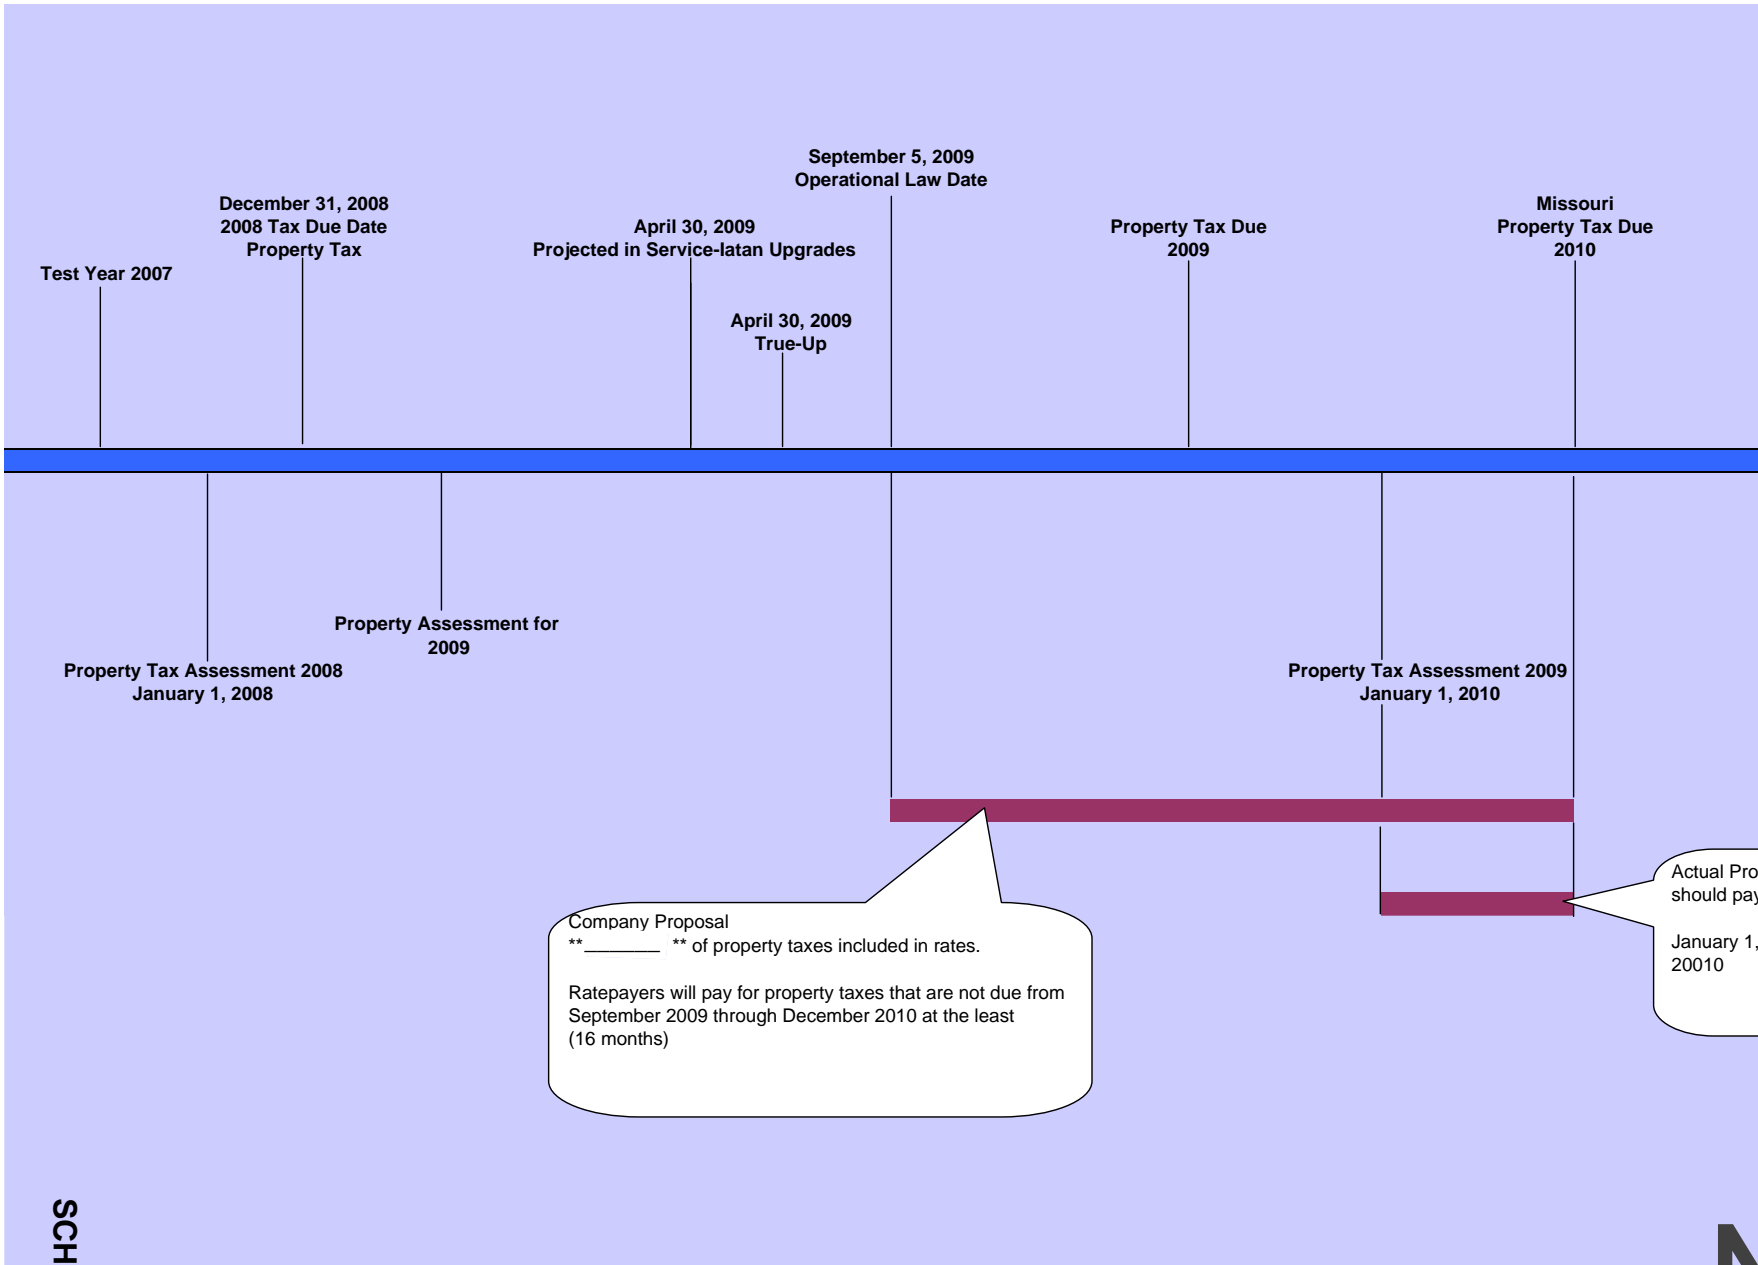 September 5, 2009
Operational Law Date
December 31, 2008
2008 Tax Due Date
Property Tax
April 30, 2009
Projected in Service-Iatan Upgrades
Property Tax Due
2009
Missouri
Property Tax Due
2010
Test Year 2007
April 30, 2009
True-Up
Property Assessment for
2009
Property Tax Assessment 2008
January 1, 2008
Property Tax Assessment 2009
January 1, 2010
Company Proposal
**_______ ** of property taxes included in rates.
Ratepayers will pay for property taxes that are not due from
September 2009 through December 2010 at the least
(16 months)
Actual Pro
should pay
January 1,
20010
SCH